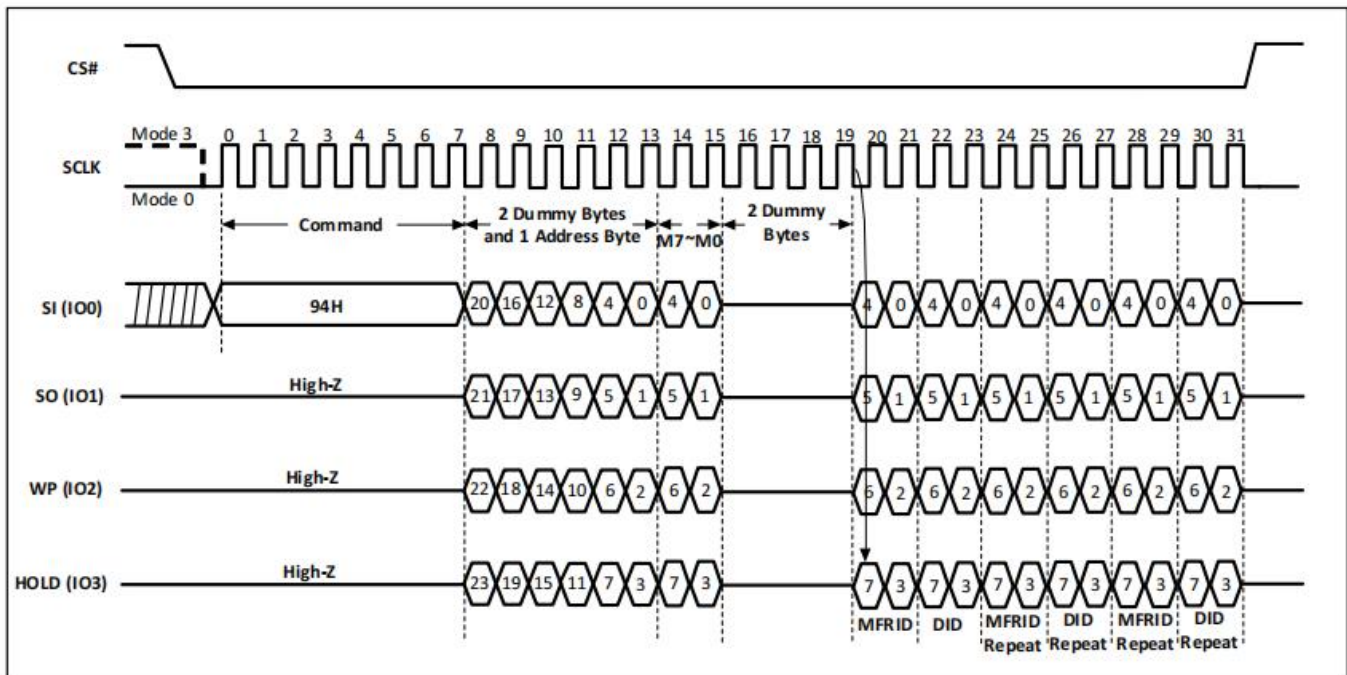 CS#
Mode 3
0 1 2 3 4 5 6 7 8 9 10 11 12 13 14 15 16 17 18 19 20 21 22 23 24 25 26 27 28 29 30 31
SCLK
Mode 0
Command
2 Dummy Bytes
and 1 Address Byte
M7~M0
2 Dummy
Bytes
SI (IO0)
94H
20 16 12 8 4 0 4 0 4 0 4 0 4 0 4 0 4 0 4 0
SO (IO1)
High-Z
21 17 13 9 5 1 5 1 5 1 5 1 5 1 5 1 5 1 5 1
WP (IO2)
High-Z
22 18 14 10 6 2 6 2 6 2 6 2 6 2 6 2 6 2 6 2
HOLD (IO3)
High-Z
23 19 15 11 7 3 7 3 7 3 7 3 7 3 7 3 7 3 7 3
MFRID DID MFRID DID MFRID DID
Repeat Repeat Repeat Repeat